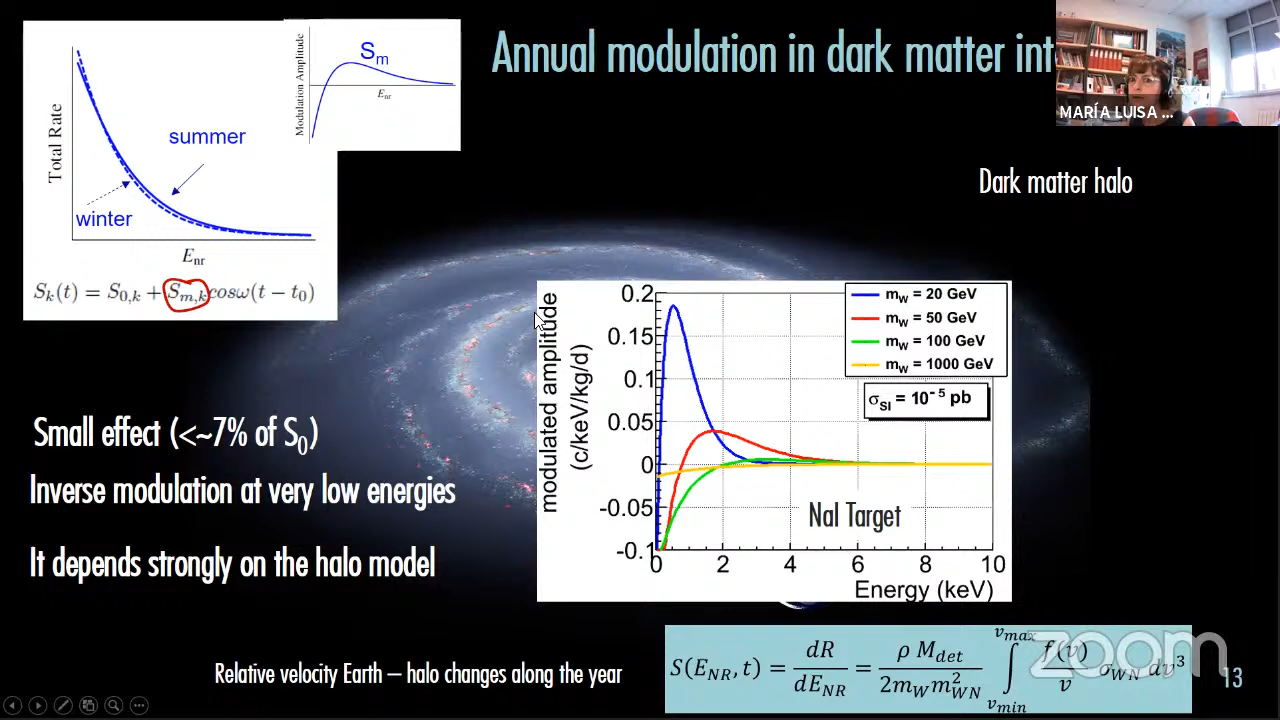 Annual modulation in dark matter int
MARÍA LUISA ...
Modulation Amplitude
Sm
Enr
Total Rate
summer
winter
Enr
Sk(t) = S0,k + Sm,k cosω(t − t0)
Dark matter halo
Small effect (<~7% of S0)
Inverse modulation at very low energies
It depends strongly on the halo model
modulated amplitude
(c/keV/kg/d)
0.2
0.15
0.1
0.05
0
-0.05
-0.1
mW = 20 GeV
mW = 50 GeV
mW = 100 GeV
mW = 1000 GeV
σSI = 10⁻⁵ pb
NaI Target
0 2 4 6 8 10
Energy (keV)
Relative velocity Earth – halo changes along the year
S(ENR, t) = dR/dENR = ρ Mdet/2mW m²WN ∫vmin vmax f(v)/v σWN dv³
zoom
13